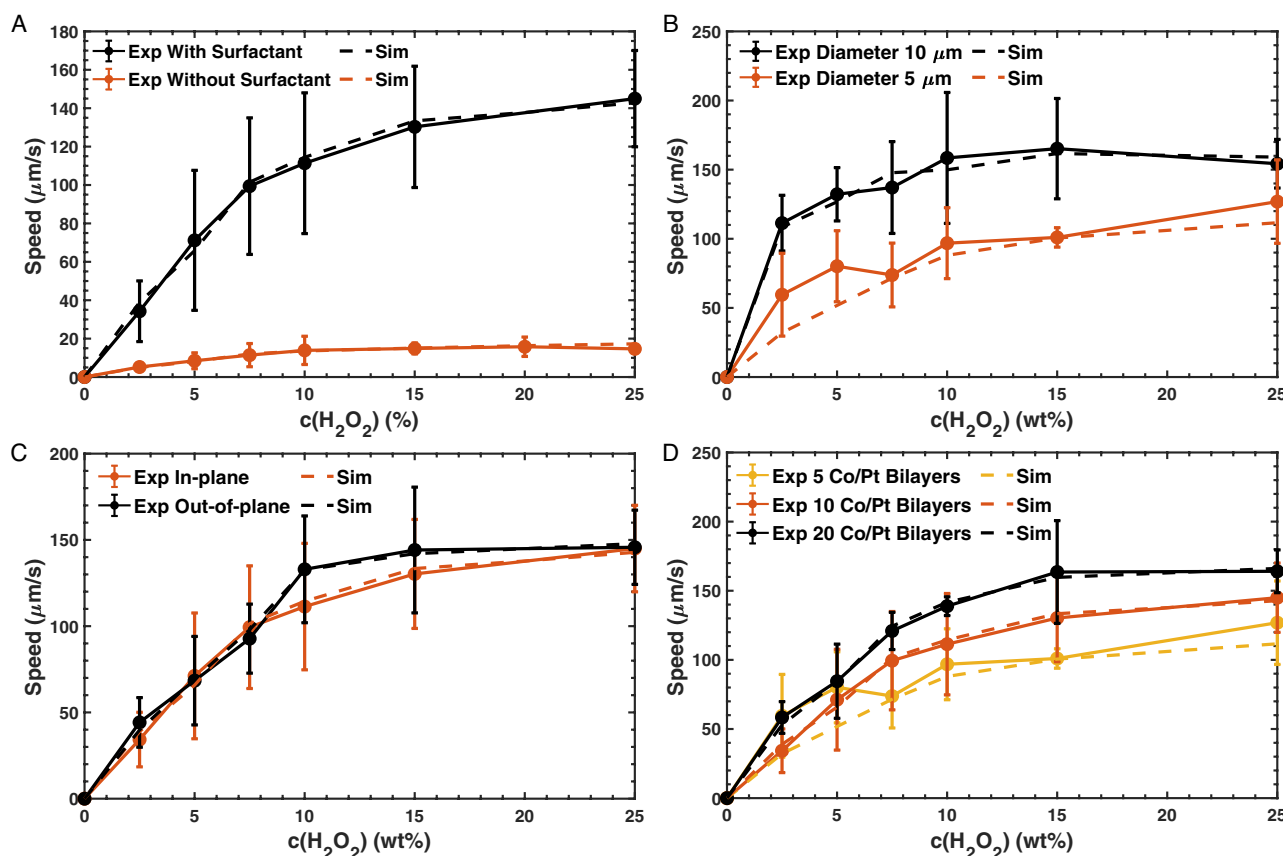 A
Exp With Surfactant Sim
Exp Without Surfactant Sim
180
160
140
120
100
80
60
40
20
0
Speed (μm/s)
0 5 10 15 20 25
c(H₂O₂) (%)
B
Exp Diameter 10 μm Sim
Exp Diameter 5 μm Sim
250
200
150
100
50
0
Speed (μm/s)
0 5 10 15 20 25
c(H₂O₂) (wt%)
C
Exp In-plane Sim
Exp Out-of-plane Sim
200
150
100
50
0
Speed (μm/s)
0 5 10 15 20 25
c(H₂O₂) (wt%)
D
Exp 5 Co/Pt Bilayers Sim
Exp 10 Co/Pt Bilayers Sim
Exp 20 Co/Pt Bilayers Sim
250
200
150
100
50
0
Speed (μm/s)
0 5 10 15 20 25
c(H₂O₂) (wt%)